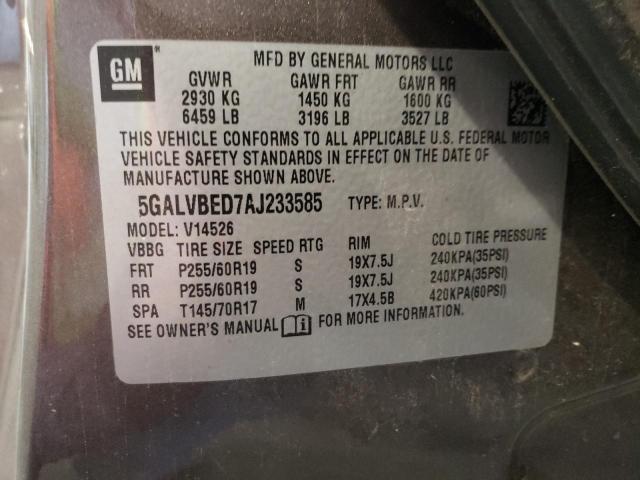 GM
MFD BY GENERAL MOTORS LLC
GVWR GAWR FRT GAWR RR
2930 KG 1450 KG 1600 KG
6459 LB 3196 LB 3527 LB
THIS VEHICLE CONFORMS TO ALL APPLICABLE U.S. FEDERAL MOTOR
VEHICLE SAFETY STANDARDS IN EFFECT ON THE DATE OF
MANUFACTURE SHOWN ABOVE.
5GALVBED7AJ233585 TYPE: M.P.V.
MODEL: V14526
VBBG TIRE SIZE SPEED RTG RIM COLD TIRE PRESSURE
FRT P255/60R19 S 19X7.5J 240KPA(35PSI)
RR P255/60R19 S 19X7.5J 240KPA(35PSI)
SPA T145/70R17 M 17X4.5B 420KPA(60PSI)
SEE OWNER'S MANUAL FOR MORE INFORMATION.